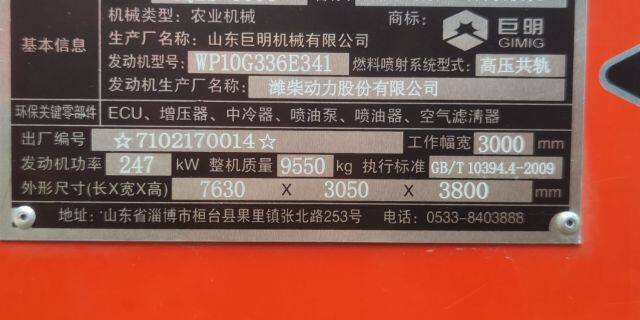 机械类型：农业机械 商标： 巨明
GIMIG
基本信息
生产厂名称：山东巨明机械有限公司
发动机型号： WP10G336E341 燃料喷射系统型式： 高压共轨
发动机生产厂名称： 潍柴动力股份有限公司
环保关键零部件 ECU、增压器、中冷器、喷油泵、喷油器、空气滤清器
出厂编号 ☆7102170014☆ 工作幅宽 3000 mm
发动机功率 247 kW 整机质量 9550 kg 执行标准 GB/T 10394.4-2009
外形尺寸(长X宽X高) 7630 X 3050 X 3800 mm
地址：山东省淄博市桓台县果里镇张北路253号 电话：0533-8403888